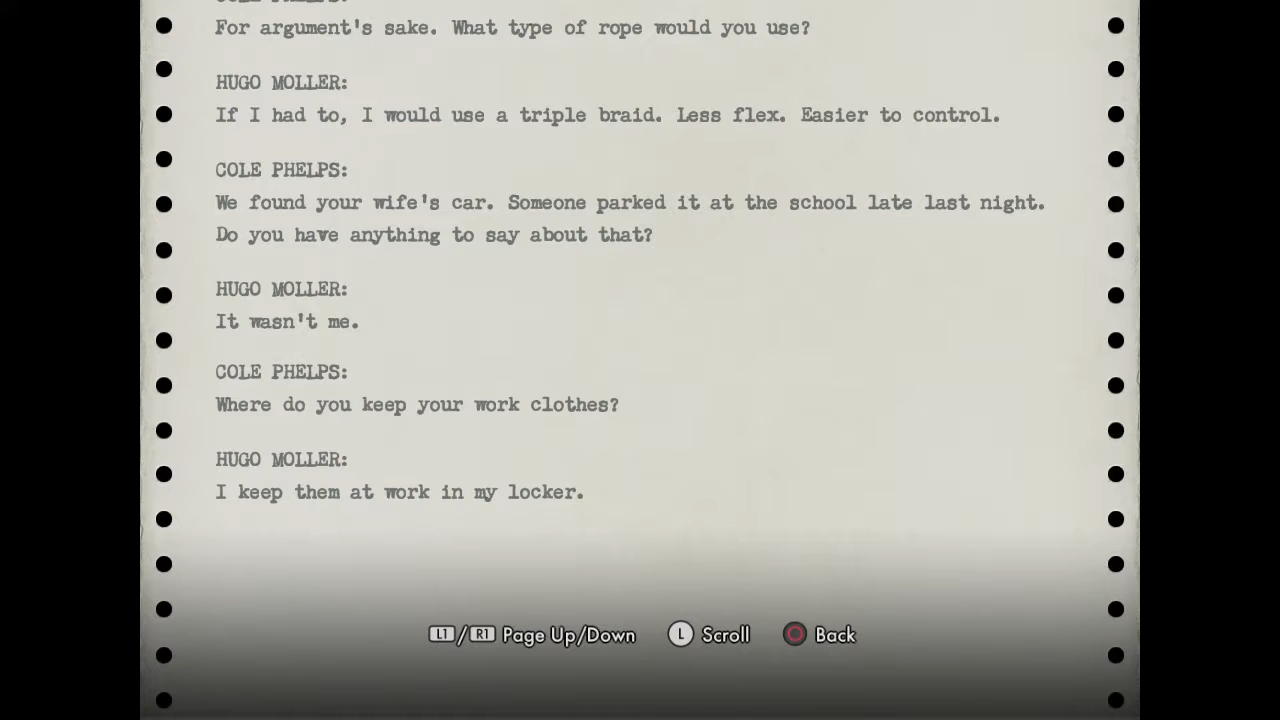 COLE PHELPS:
For argument's sake. What type of rope would you use?
HUGO MOLLER:
If I had to, I would use a triple braid. Less flex. Easier to control.
COLE PHELPS:
We found your wife's car. Someone parked it at the school late last night.
Do you have anything to say about that?
HUGO MOLLER:
It wasn't me.
COLE PHELPS:
Where do you keep your work clothes?
HUGO MOLLER:
I keep them at work in my locker.
L1/R1 Page Up/Down L Scroll Back